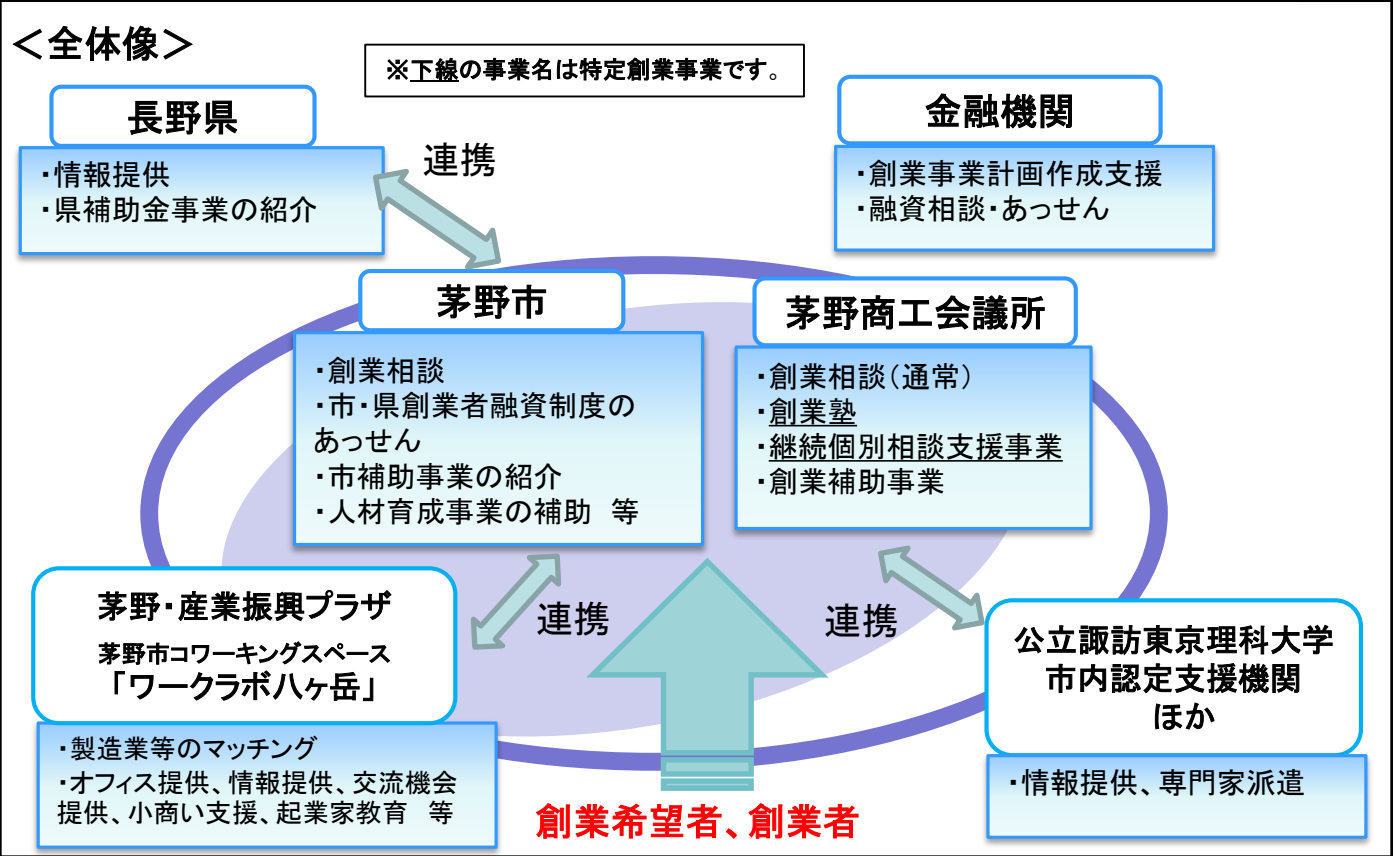 ＜全体像＞
※下線の事業名は特定創業事業です。
長野県
・情報提供
・県補助金事業の紹介
連携
金融機関
・創業事業計画作成支援
・融資相談・あっせん
茅野市
・創業相談
・市・県創業者融資制度の
あっせん
・市補助事業の紹介
・人材育成事業の補助　等
茅野商工会議所
・創業相談（通常）
・創業塾
・継続個別相談支援事業
・創業補助事業
連携
連携
茅野・産業振興プラザ
茅野市コワーキングスペース
「ワークラボ八ヶ岳」
・製造業等のマッチング
・オフィス提供、情報提供、交流機会
提供、小商い支援、起業家教育　等
公立諏訪東京理科大学
市内認定支援機関
ほか
・情報提供、専門家派遣
創業希望者、創業者